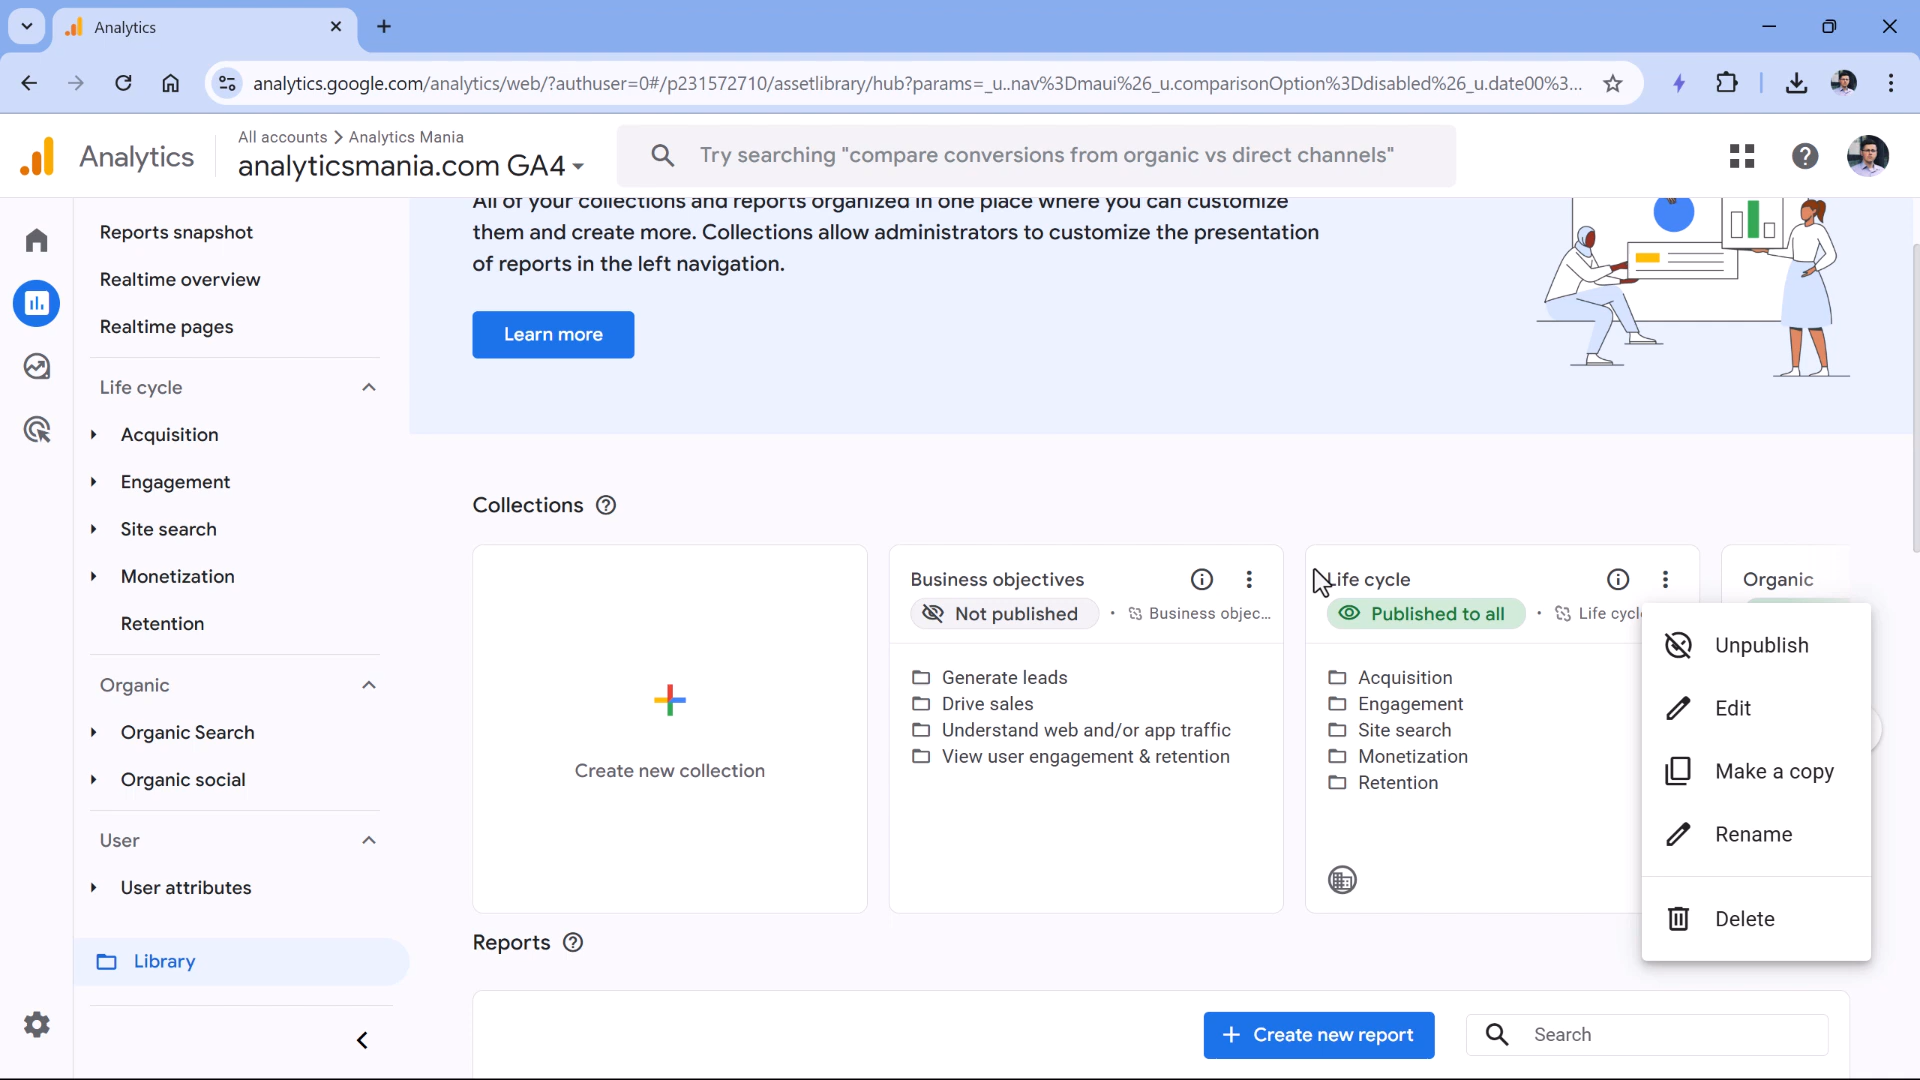 Analytics
analytics.google.com/analytics/web/?authuser=0#/p231572710/assetlibrary/hub?params=_u..nav%3Dmaui%26_u.comparisonOption%3Ddisabled%26_u.date00%3...
Analytics
All accounts > Analytics Mania
analyticsmania.com GA4
Try searching "compare conversions from organic vs direct channels"
Reports snapshot
Realtime overview
Realtime pages
Life cycle
Acquisition
Engagement
Site search
Monetization
Retention
Organic
Organic Search
Organic social
User
User attributes
Library
All of your collections and reports organized in one place where you can customize
them and create more. Collections allow administrators to customize the presentation
of reports in the left navigation.
Learn more
Collections
Create new collection
Business objectives
Not published · Business objec...
Generate leads
Drive sales
Understand web and/or app traffic
View user engagement & retention
Life cycle
Published to all · Life cycl
Acquisition
Engagement
Site search
Monetization
Retention
Organic
Unpublish
Edit
Make a copy
Rename
Delete
Reports
+ Create new report
Search